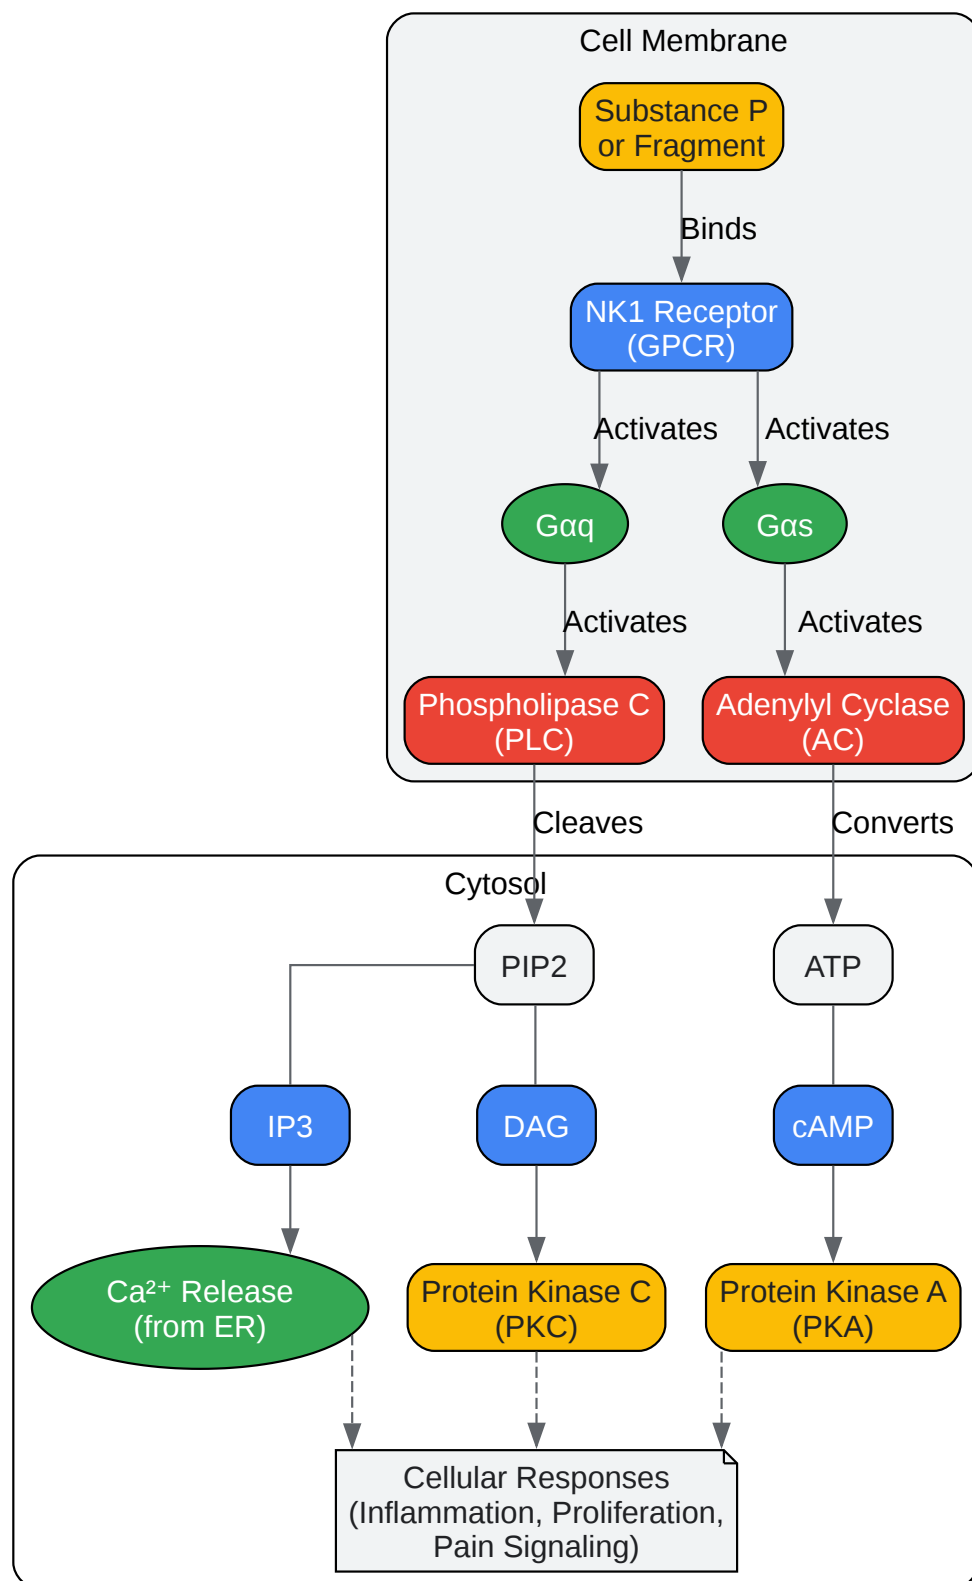 Cell Membrane
Substance P
or Fragment
Binds
NK1 Receptor
(GPCR)
Activates
Activates
Gαq
Gαs
Activates
Activates
Phospholipase C
(PLC)
Adenylyl Cyclase
(AC)
Cleaves
Converts
Cytosol
PIP2
ATP
IP3
DAG
cAMP
Ca²⁺ Release
(from ER)
Protein Kinase C
(PKC)
Protein Kinase A
(PKA)
Cellular Responses
(Inflammation, Proliferation,
Pain Signaling)